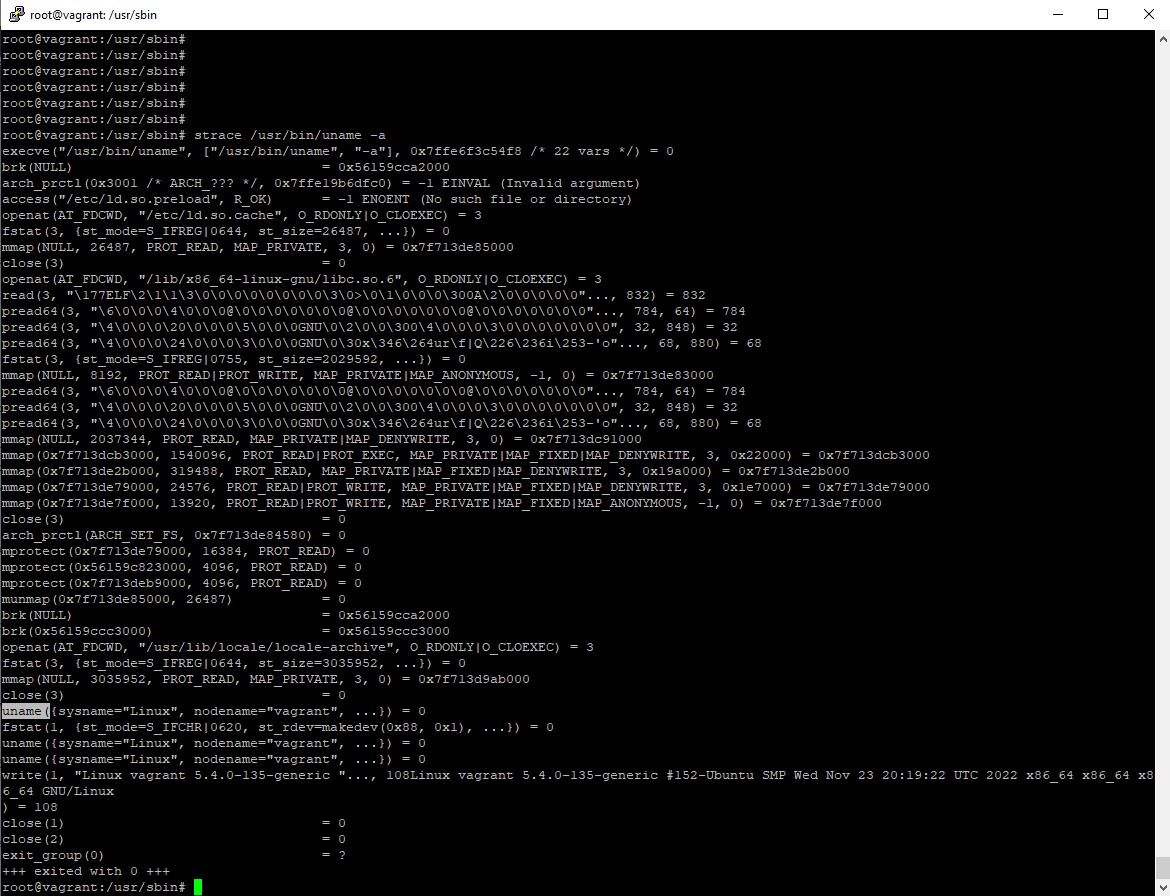 root@vagrant: /usr/sbin
root@vagrant:/usr/sbin#
root@vagrant:/usr/sbin#
root@vagrant:/usr/sbin#
root@vagrant:/usr/sbin#
root@vagrant:/usr/sbin#
root@vagrant:/usr/sbin#
root@vagrant:/usr/sbin# strace /usr/bin/uname -a
execve("/usr/bin/uname", ["/usr/bin/uname", "-a"], 0x7ffe6f3c54f8 /* 22 vars */) = 0
brk(NULL)                               = 0x56159cca2000
arch_prctl(0x3001 /* ARCH_??? */, 0x7ffe19b6dfc0) = -1 EINVAL (Invalid argument)
access("/etc/ld.so.preload", R_OK)      = -1 ENOENT (No such file or directory)
openat(AT_FDCWD, "/etc/ld.so.cache", O_RDONLY|O_CLOEXEC) = 3
fstat(3, {st_mode=S_IFREG|0644, st_size=26487, ...}) = 0
mmap(NULL, 26487, PROT_READ, MAP_PRIVATE, 3, 0) = 0x7f713de85000
close(3)                                = 0
openat(AT_FDCWD, "/lib/x86_64-linux-gnu/libc.so.6", O_RDONLY|O_CLOEXEC) = 3
read(3, "\177ELF\2\1\1\3\0\0\0\0\0\0\0\0\3\0>\0\1\0\0\0\300A\2\0\0\0\0\0"..., 832) = 832
pread64(3, "\6\0\0\0\4\0\0\0@\0\0\0\0\0\0\0@\0\0\0\0\0\0\0@\0\0\0\0\0\0\0"..., 784, 64) = 784
pread64(3, "\4\0\0\0\20\0\0\0\5\0\0\0GNU\0\2\0\0\300\4\0\0\0\3\0\0\0\0\0\0\0", 32, 848) = 32
pread64(3, "\4\0\0\0\24\0\0\0\3\0\0\0GNU\0\30x\346\264ur\f|Q\226\236i\253-'o"..., 68, 880) = 68
fstat(3, {st_mode=S_IFREG|0755, st_size=2029592, ...}) = 0
mmap(NULL, 8192, PROT_READ|PROT_WRITE, MAP_PRIVATE|MAP_ANONYMOUS, -1, 0) = 0x7f713de83000
pread64(3, "\6\0\0\0\4\0\0\0@\0\0\0\0\0\0\0@\0\0\0\0\0\0\0@\0\0\0\0\0\0\0"..., 784, 64) = 784
pread64(3, "\4\0\0\0\20\0\0\0\5\0\0\0GNU\0\2\0\0\300\4\0\0\0\3\0\0\0\0\0\0\0", 32, 848) = 32
pread64(3, "\4\0\0\0\24\0\0\0\3\0\0\0GNU\0\30x\346\264ur\f|Q\226\236i\253-'o"..., 68, 880) = 68
mmap(NULL, 2037344, PROT_READ, MAP_PRIVATE|MAP_DENYWRITE, 3, 0) = 0x7f713dc91000
mmap(0x7f713dcb3000, 1540096, PROT_READ|PROT_EXEC, MAP_PRIVATE|MAP_FIXED|MAP_DENYWRITE, 3, 0x22000) = 0x7f713dcb3000
mmap(0x7f713de2b000, 319488, PROT_READ, MAP_PRIVATE|MAP_FIXED|MAP_DENYWRITE, 3, 0x19a000) = 0x7f713de2b000
mmap(0x7f713de79000, 24576, PROT_READ|PROT_WRITE, MAP_PRIVATE|MAP_FIXED|MAP_DENYWRITE, 3, 0x1e7000) = 0x7f713de79000
mmap(0x7f713de7f000, 13920, PROT_READ|PROT_WRITE, MAP_PRIVATE|MAP_FIXED|MAP_ANONYMOUS, -1, 0) = 0x7f713de7f000
close(3)                                = 0
arch_prctl(ARCH_SET_FS, 0x7f713de84580) = 0
mprotect(0x7f713de79000, 16384, PROT_READ) = 0
mprotect(0x56159c823000, 4096, PROT_READ) = 0
mprotect(0x7f713deb9000, 4096, PROT_READ) = 0
munmap(0x7f713de85000, 26487)           = 0
brk(NULL)                               = 0x56159cca2000
brk(0x56159ccc3000)                     = 0x56159ccc3000
openat(AT_FDCWD, "/usr/lib/locale/locale-archive", O_RDONLY|O_CLOEXEC) = 3
fstat(3, {st_mode=S_IFREG|0644, st_size=3035952, ...}) = 0
mmap(NULL, 3035952, PROT_READ, MAP_PRIVATE, 3, 0) = 0x7f713d9ab000
close(3)                                = 0
uname({sysname="Linux", nodename="vagrant", ...}) = 0
fstat(1, {st_mode=S_IFCHR|0620, st_rdev=makedev(0x88, 0x1), ...}) = 0
uname({sysname="Linux", nodename="vagrant", ...}) = 0
uname({sysname="Linux", nodename="vagrant", ...}) = 0
write(1, "Linux vagrant 5.4.0-135-generic "..., 108Linux vagrant 5.4.0-135-generic #152-Ubuntu SMP Wed Nov 23 20:19:22 UTC 2022 x86_64 x86_64 x8
6_64 GNU/Linux
) = 108
close(1)                                = 0
close(2)                                = 0
exit_group(0)                           = ?
+++ exited with 0 +++
root@vagrant:/usr/sbin#